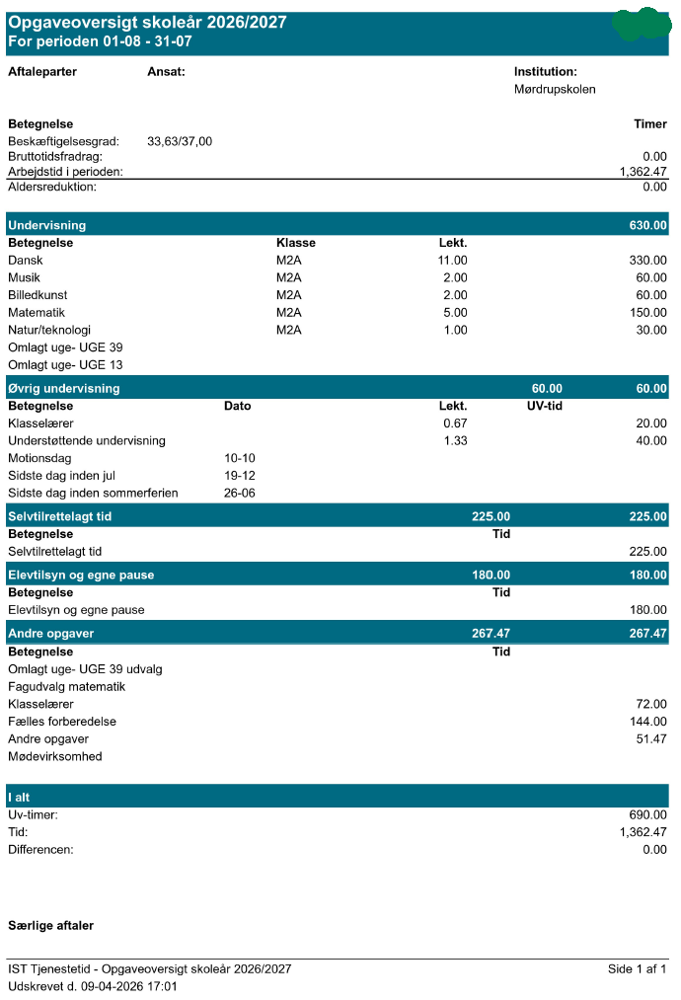 Opgaveoversigt skoleår 2026/2027
For perioden 01-08 - 31-07
Aftaleparter Ansat: Institution:
Mørdrupskolen
Betegnelse Timer
Beskæftigelsesgrad: 33,63/37,00
Bruttotidsfradrag: 0.00
Arbejdstid i perioden: 1,362.47
Aldersreduktion: 0.00
Undervisning 630.00
Betegnelse Klasse Lekt.
Dansk M2A 11.00 330.00
Musik M2A 2.00 60.00
Billedkunst M2A 2.00 60.00
Matematik M2A 5.00 150.00
Natur/teknologi M2A 1.00 30.00
Omlagt uge- UGE 39
Omlagt uge- UGE 13
Øvrig undervisning 60.00 60.00
Betegnelse Dato Lekt. UV-tid
Klasselærer 0.67 20.00
Understøttende undervisning 1.33 40.00
Motionsdag 10-10
Sidste dag inden jul 19-12
Sidste dag inden sommerferien 26-06
Selvtilrettelagt tid 225.00 225.00
Betegnelse Tid
Selvtilrettelagt tid 225.00
Elevtilsyn og egne pause 180.00 180.00
Betegnelse Tid
Elevtilsyn og egne pause 180.00
Andre opgaver 267.47 267.47
Betegnelse Tid
Omlagt uge- UGE 39 udvalg
Fagudvalg matematik
Klasselærer 72.00
Fælles forberedelse 144.00
Andre opgaver 51.47
Mødevirksomhed
I alt
Uv-timer: 690.00
Tid: 1,362.47
Differencen: 0.00
Særlige aftaler
IST Tjenestetid - Opgaveoversigt skoleår 2026/2027 Side 1 af 1
Udskrevet d. 09-04-2026 17:01